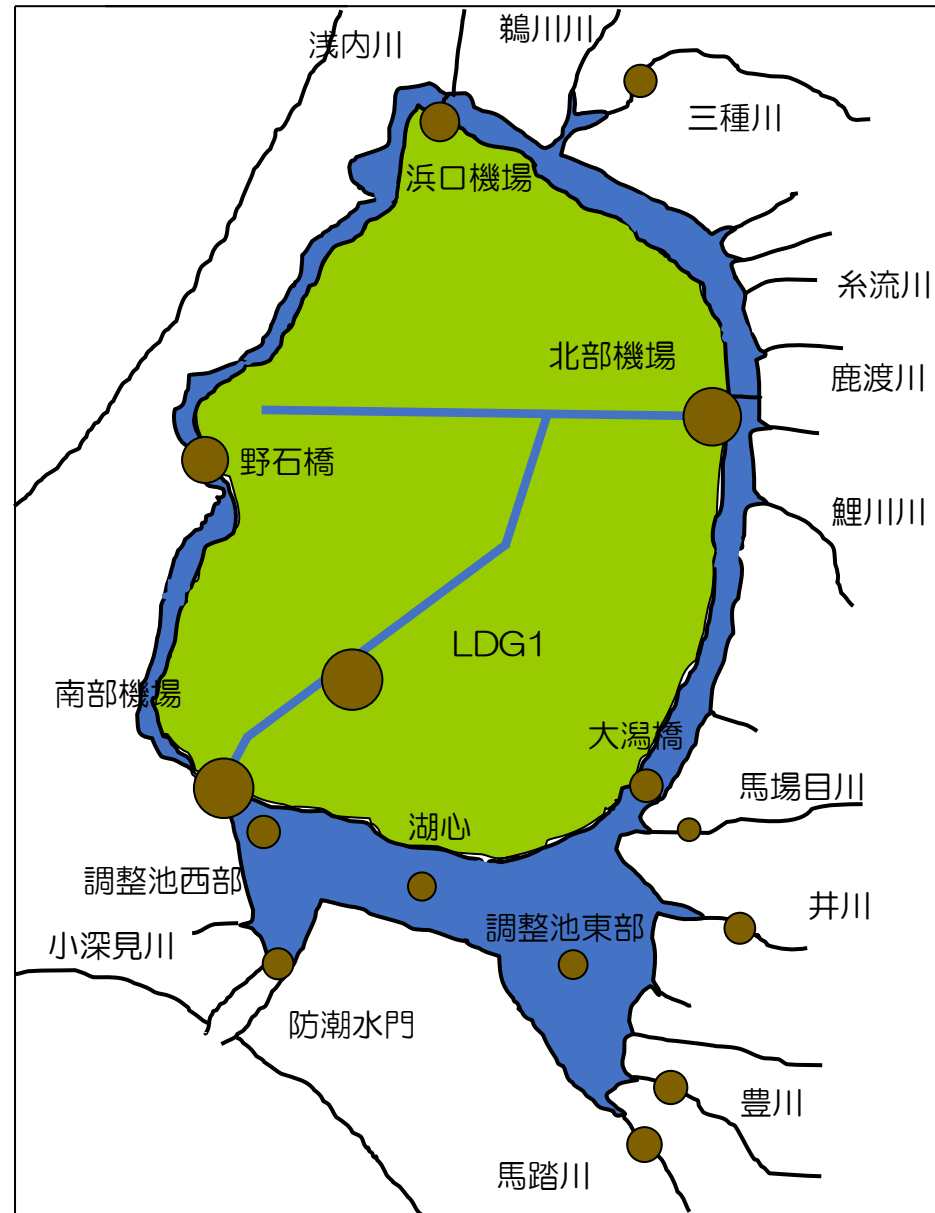 鵜川川
浅内川
三種川
浜口機場
糸流川
北部機場
鹿渡川
野石橋
鯉川川
LDG1
南部機場
大潟橋
馬場目川
湖心
調整池西部
井川
調整池東部
小深見川
防潮水門
豊川
馬踏川